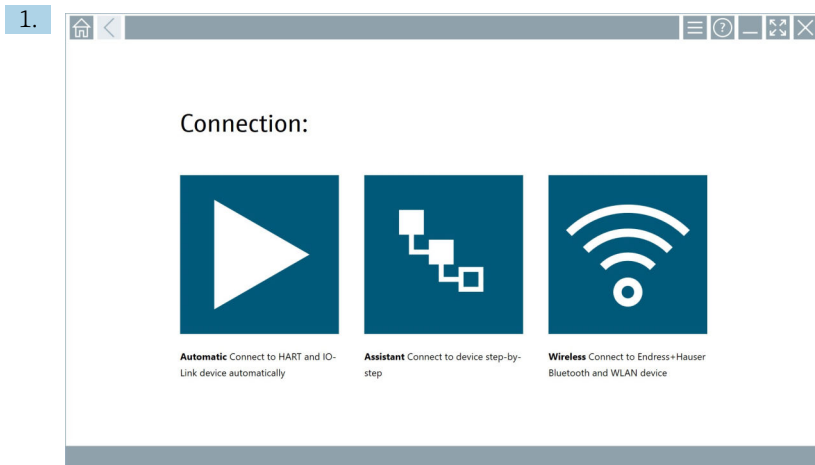 1.
Connection:
Automatic Connect to HART and IO-
Link device automatically
Assistant Connect to device step-by-
step
Wireless Connect to Endress+Hauser
Bluetooth and WLAN device